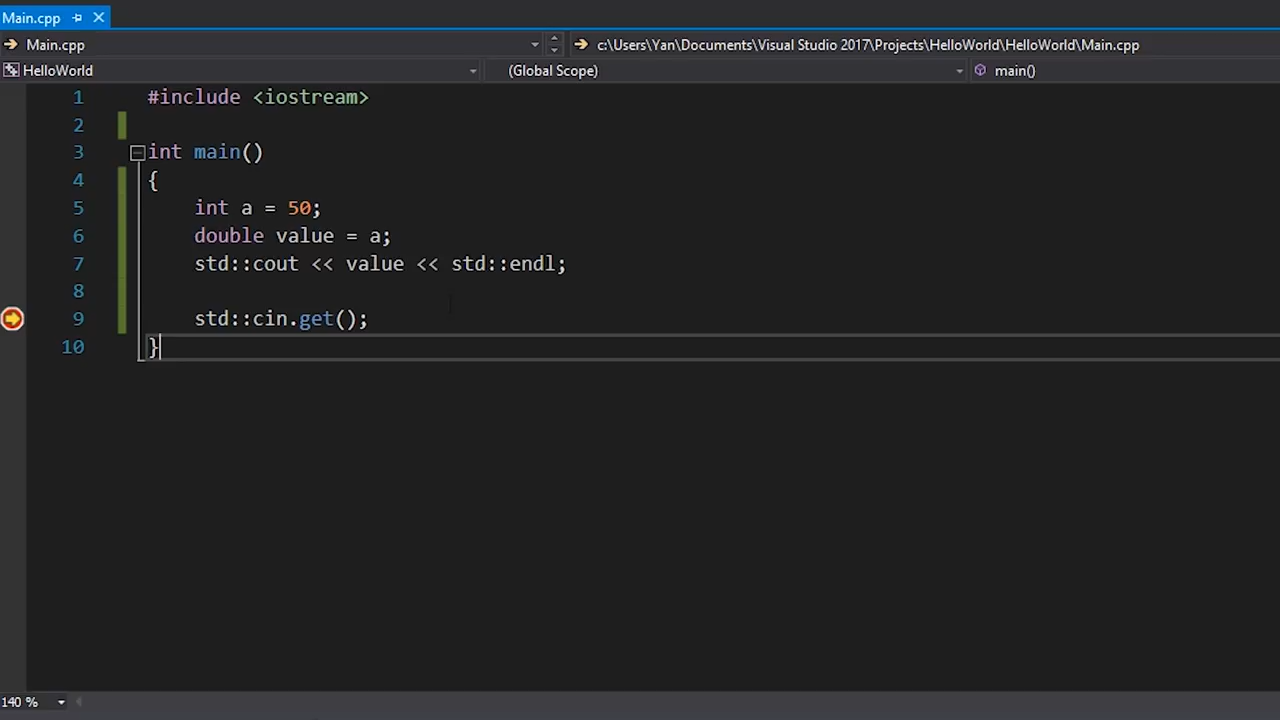 Main.cpp
Main.cpp c:\Users\Yan\Documents\Visual Studio 2017\Projects\HelloWorld\HelloWorld\Main.cpp
HelloWorld (Global Scope) main()
1 #include <iostream>
2
3 int main()
4 {
5 int a = 50;
6 double value = a;
7 std::cout << value << std::endl;
8
9 std::cin.get();
10 }
140 %